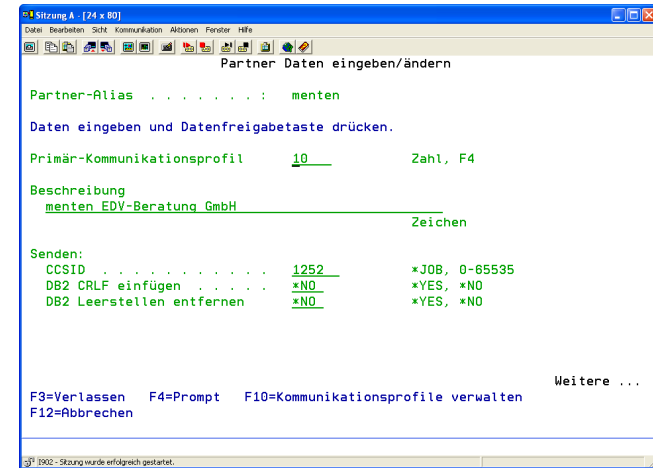 Sitzung A - [24 x 80]
Datei Bearbeiten Sicht Kommunikation Aktionen Fenster Hilfe
Partner Daten eingeben/ändern
Partner-Alias . . . . . . . : menten
Daten eingeben und Datenfreigabetaste drücken.
Primär-Kommunikationsprofil 10 Zahl, F4
Beschreibung
menten EDV-Beratung GmbH
Zeichen
Senden:
CCSID . . . . . . . . . . . 1252 *JOB, 0-65535
DB2 CRLF einfügen . . . . . *NO *YES, *NO
DB2 Leerstellen entfernen *NO *YES, *NO
Weitere ...
F3=Verlassen F4=Prompt F10=Kommunikationsprofile verwalten
F12=Abbrechen
I902 - Sitzung wurde erfolgreich gestartet.